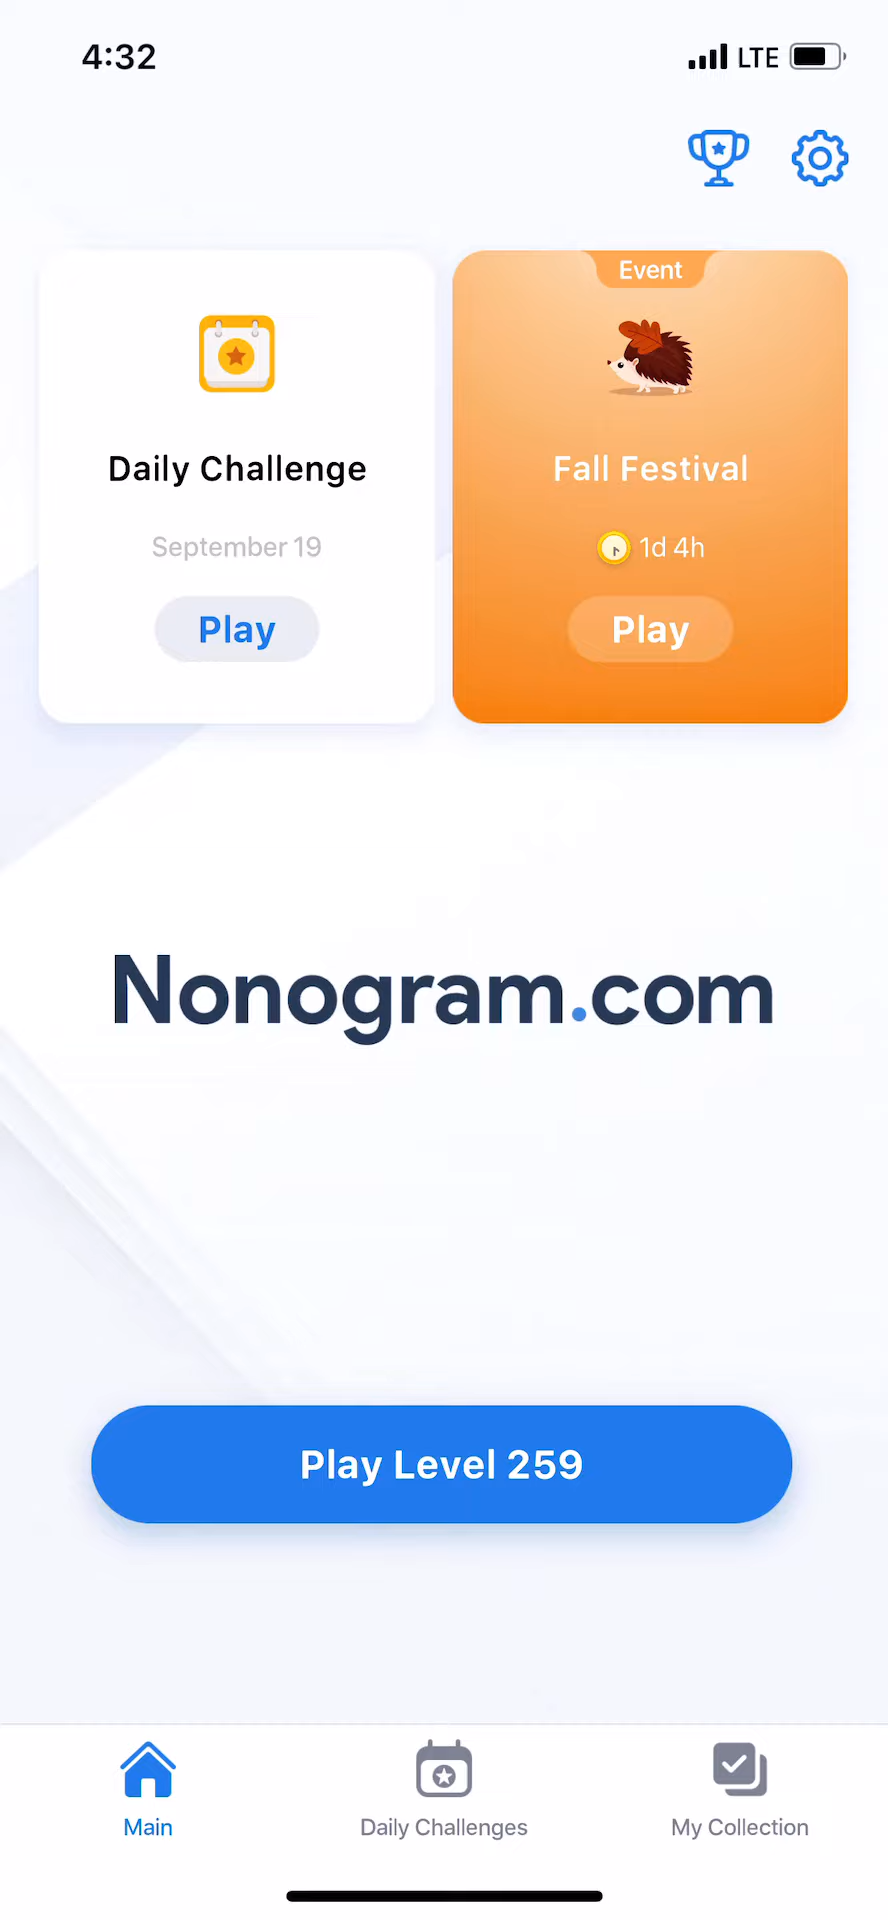 4:32
LTE
Event
Daily Challenge
Fall Festival
September 19
1d 4h
Play
Play
Nonogram.com
Play Level 259
Main
Daily Challenges
My Collection